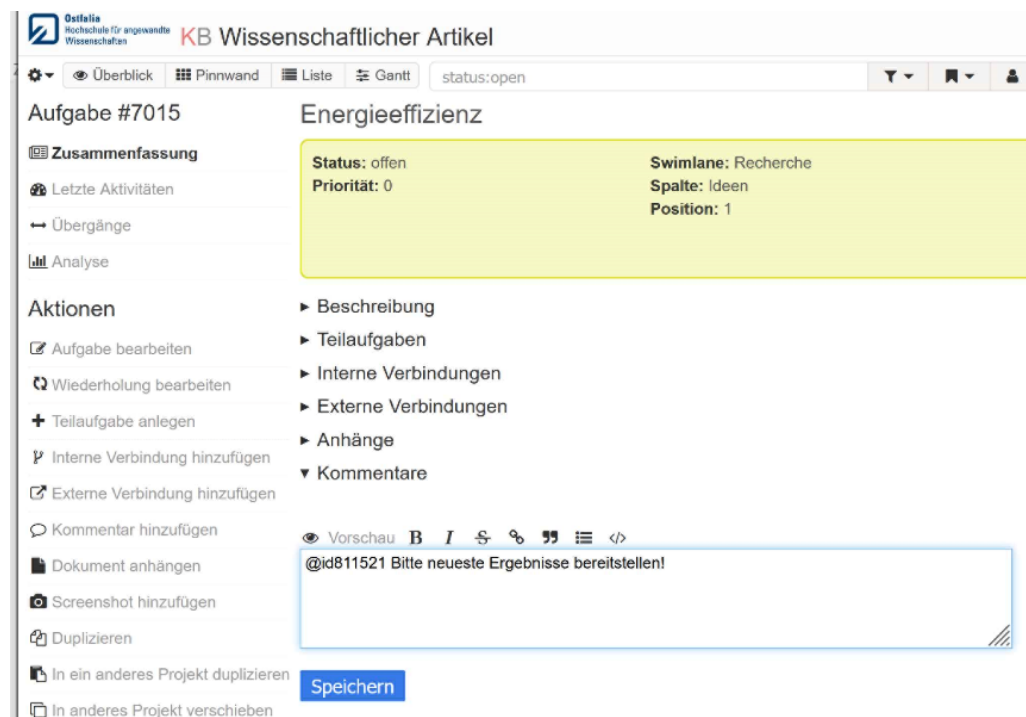 Ostfalia
Hochschule für angewandte
Wissenschaften
KB Wissenschaftlicher Artikel
Überblick Pinnwand Liste Gantt status:open
Aufgabe #7015
Zusammenfassung
Letzte Aktivitäten
Übergänge
Analyse
Aktionen
Aufgabe bearbeiten
Wiederholung bearbeiten
Teilaufgabe anlegen
Interne Verbindung hinzufügen
Externe Verbindung hinzufügen
Kommentar hinzufügen
Dokument anhängen
Screenshot hinzufügen
Duplizieren
In ein anderes Projekt duplizieren
In anderes Projekt verschieben
Energieeffizienz
Status: offen
Priorität: 0
Swimlane: Recherche
Spalte: Ideen
Position: 1
Beschreibung
Teilaufgaben
Interne Verbindungen
Externe Verbindungen
Anhänge
Kommentare
Vorschau B I S
@id811521 Bitte neueste Ergebnisse bereitstellen!
Speichern